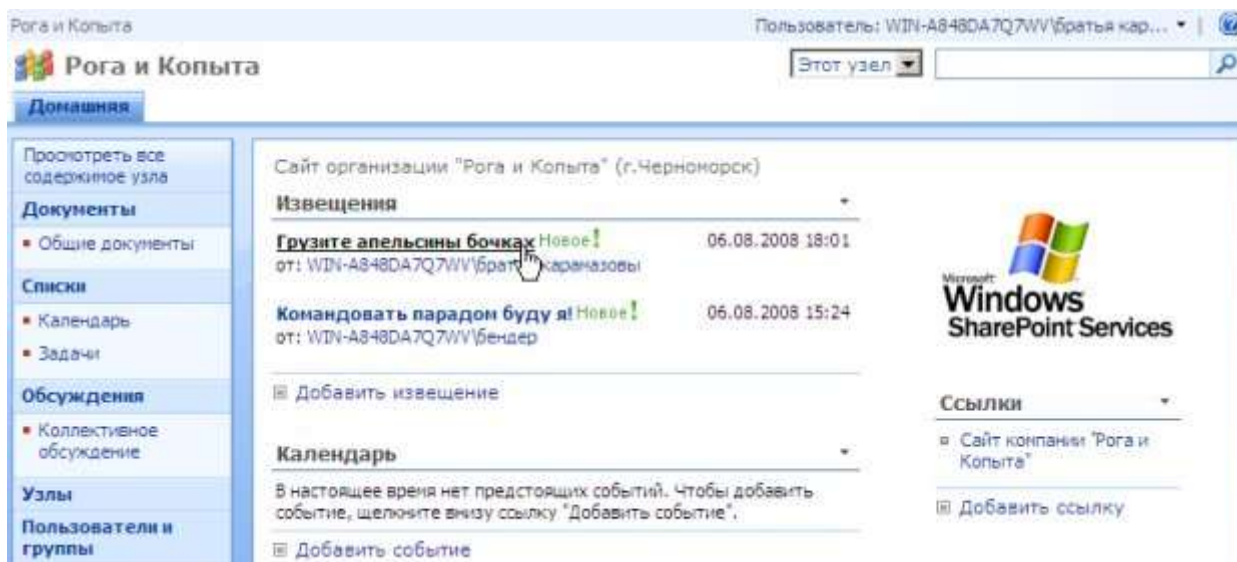 Рога и Копыта
Пользователь: WIN-A848DA7Q7WV\братья кар...
Рога и Копыта
Этот узел
Домашняя
Просмотреть все
содержимое узла
Документы
Общие документы
Списки
Календарь
Задачи
Обсуждения
Коллективное
обсуждение
Узлы
Пользователи и
группы
Сайт организации "Рога и Копыта" (г.Черноморск)
Извещения
Грузите апельсины бочках Новое! 06.08.2008 18:01
от: WIN-A848DA7Q7WV\братья карамазовы
Командовать парадом буду я! Новое! 06.08.2008 15:24
от: WIN-A848DA7Q7WV\бендер
Добавить извещение
Календарь
В настоящее время нет предстоящих событий. Чтобы добавить
событие, щелкните внизу ссылку "Добавить событие".
Добавить событие
Microsoft
Windows
SharePoint Services
Ссылки
Сайт компании "Рога и
Копыта"
Добавить ссылку